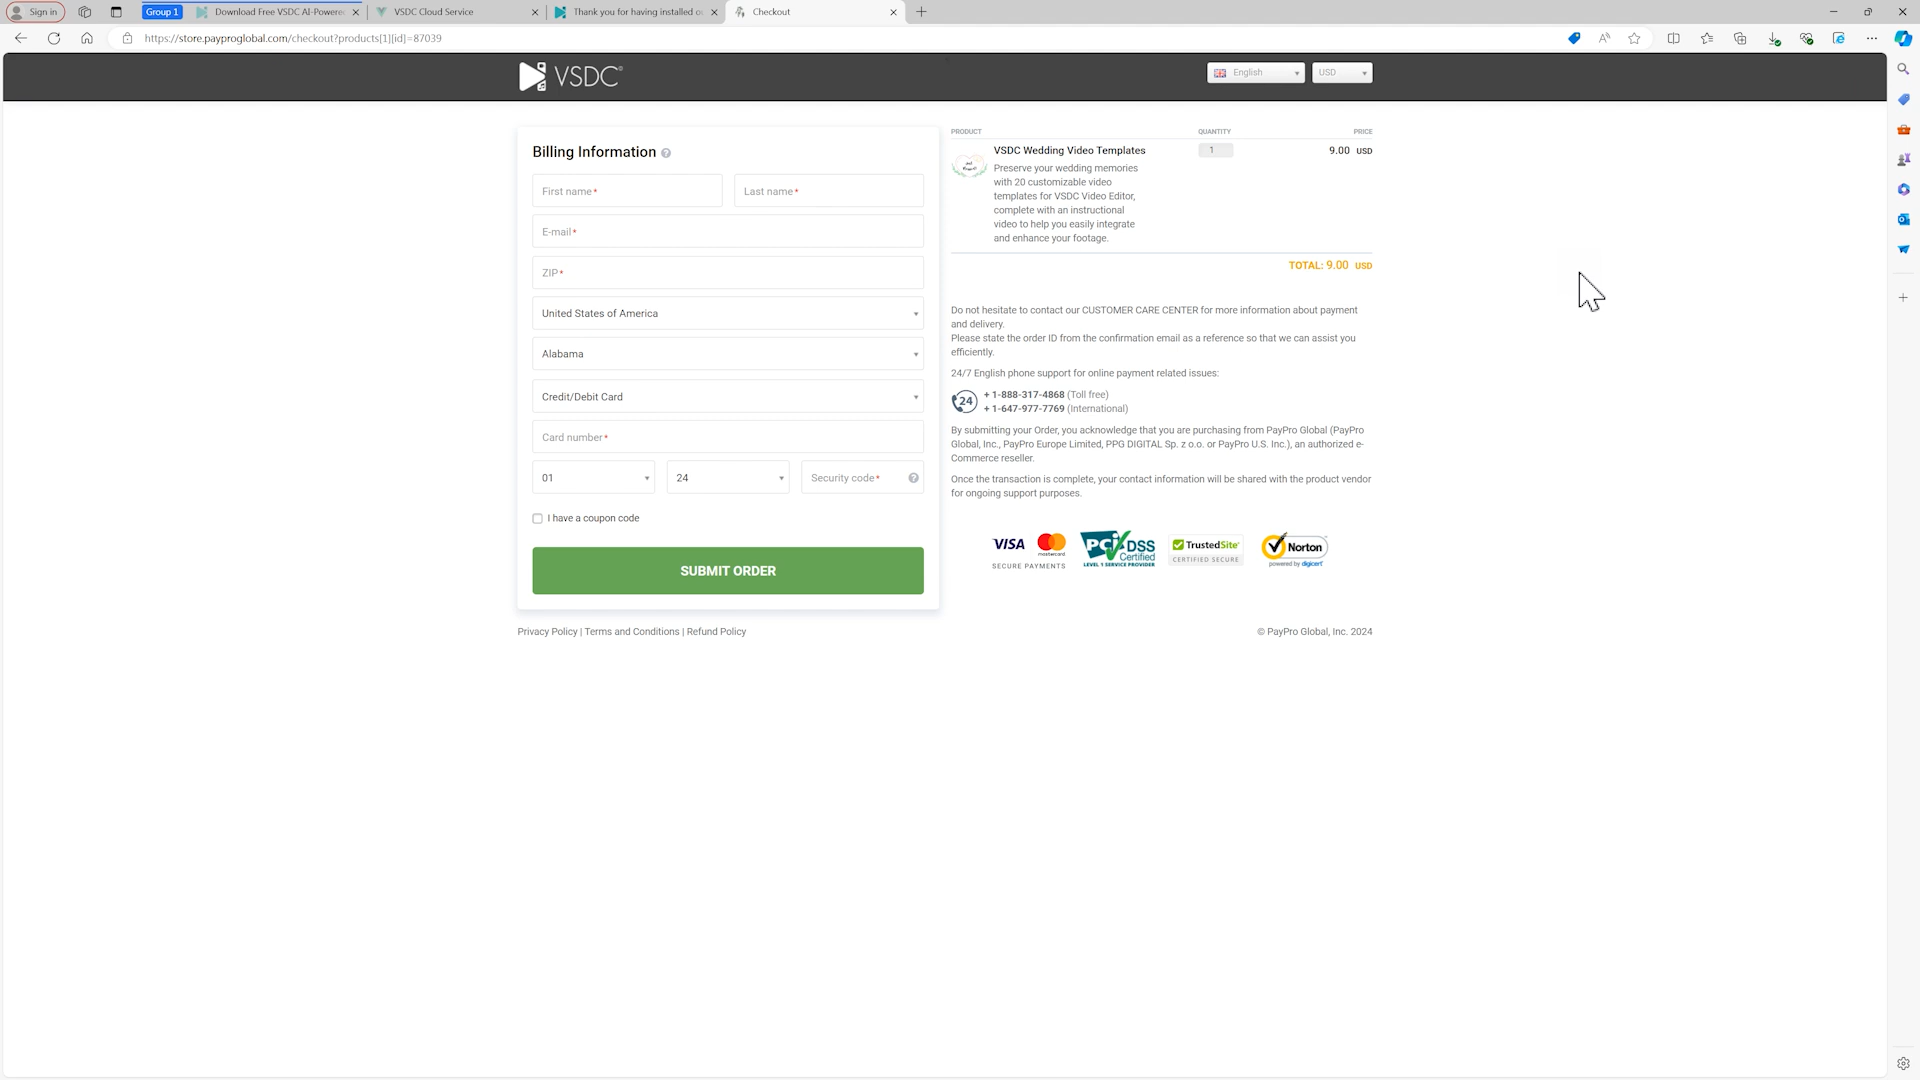 Sign in
Group 1
Download Free VSDC AI-Powere
VSDC Cloud Service
Thank you for having installed o
Checkout
https://store.payproglobal.com/checkout?products[1][id]=87039
VSDC
English
USD
Billing Information
First name*
Last name*
E-mail*
ZIP*
United States of America
Alabama
Credit/Debit Card
Card number*
01
24
Security code*
I have a coupon code
SUBMIT ORDER
PRODUCT
QUANTITY
PRICE
VSDC Wedding Video Templates
1
9.00 USD
Preserve your wedding memories
with 20 customizable video
templates for VSDC Video Editor,
complete with an instructional
video to help you easily integrate
and enhance your footage.
TOTAL: 9.00 USD
Do not hesitate to contact our CUSTOMER CARE CENTER for more information about payment
and delivery.
Please state the order ID from the confirmation email as a reference so that we can assist you
efficiently.
24/7 English phone support for online payment related issues:
24
+ 1-888-317-4868 (Toll free)
+ 1-647-977-7769 (International)
By submitting your Order, you acknowledge that you are purchasing from PayPro Global (PayPro
Global, Inc., PayPro Europe Limited, PPG DIGITAL Sp. z o.o. or PayPro U.S. Inc.), an authorized e-
Commerce reseller.
Once the transaction is complete, your contact information will be shared with the product vendor
for ongoing support purposes.
VISA
mastercard
SECURE PAYMENTS
PCI DSS
Certified
LEVEL 1 SERVICE PROVIDER
TrustedSite
CERTIFIED SECURE
Norton
powered by digicert
Privacy Policy | Terms and Conditions | Refund Policy
© PayPro Global, Inc. 2024